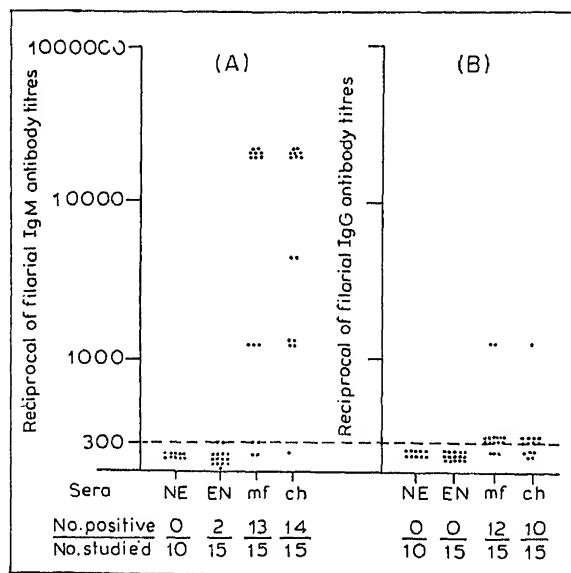 Reciprocal of filarial IgM antibody titres
1000000
10000
1000
300
(A)
Reciprocal of filarial IgG antibody titres
(B)
Sera NE EN mf ch NE EN mf ch
No.positive 0 2 13 14 0 0 12 10
No.studied 10 15 15 15 10 15 15 15